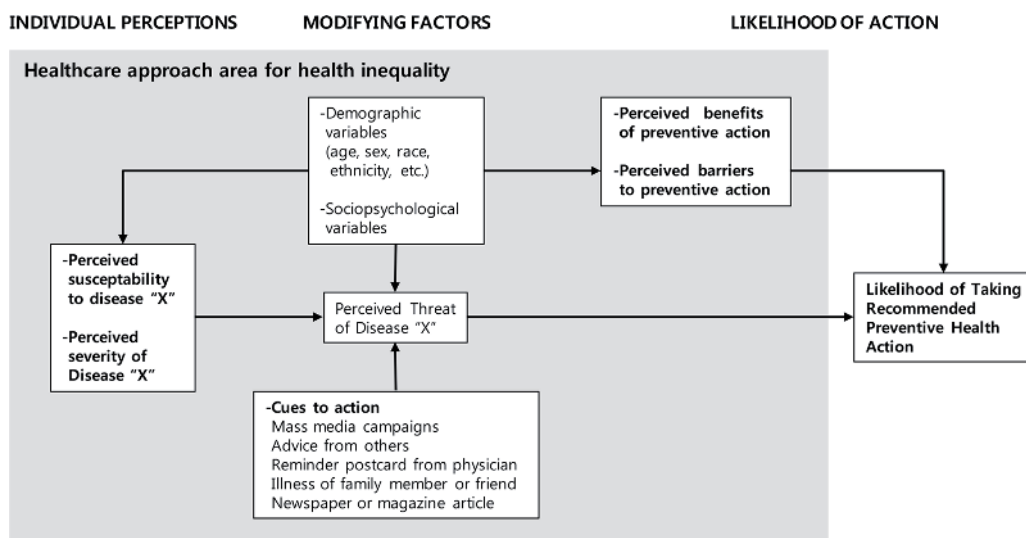 INDIVIDUAL PERCEPTIONS
MODIFYING FACTORS
LIKELIHOOD OF ACTION
Healthcare approach area for health inequality
-Demographic
variables
(age, sex, race,
ethnicity, etc.)
-Sociopsychological
variables
-Perceived benefits
of preventive action
-Perceived barriers
to preventive action
-Perceived
susceptability
to disease “X”
-Perceived
severity of
Disease “X”
Perceived Threat
of Disease “X”
Likelihood of Taking
Recommended
Preventive Health
Action
-Cues to action
Mass media campaigns
Advice from others
Reminder postcard from physician
Illness of family member or friend
Newspaper or magazine article